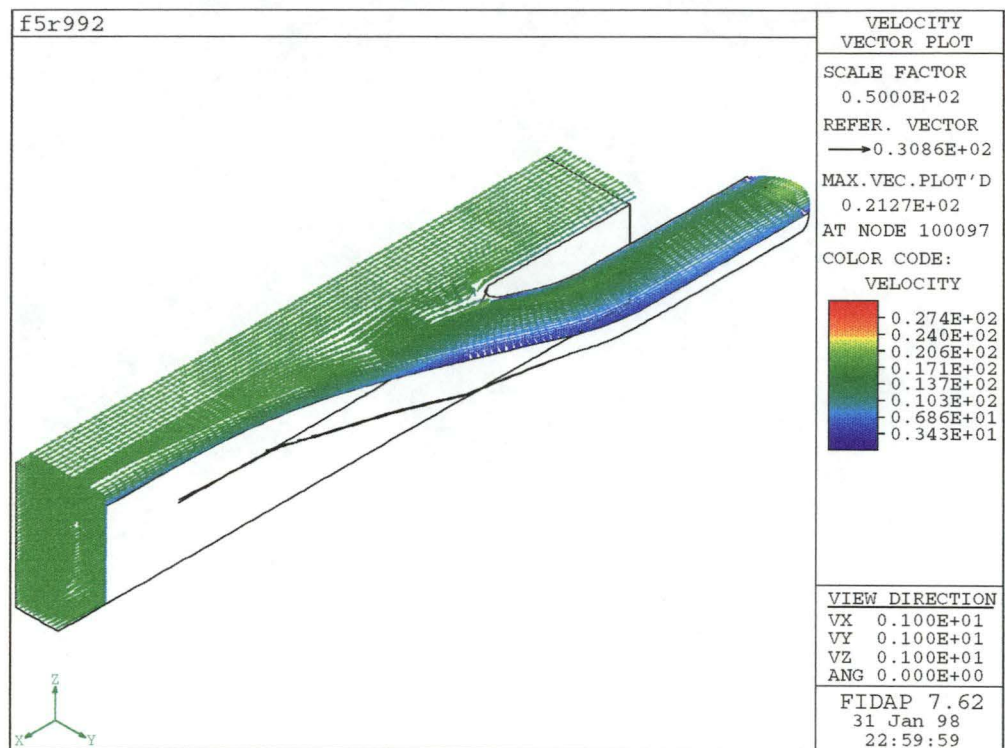 f5r992
VELOCITY
VECTOR PLOT
SCALE FACTOR
0.5000E+02
REFER. VECTOR
0.3086E+02
MAX.VEC.PLOT'D
0.2127E+02
AT NODE 100097
COLOR CODE:
VELOCITY
0.274E+02
0.240E+02
0.206E+02
0.171E+02
0.137E+02
0.103E+02
0.686E+01
0.343E+01
VIEW DIRECTION
VX 0.100E+01
VY 0.100E+01
VZ 0.100E+01
ANG 0.000E+00
FIDAP 7.62
31 Jan 98
22:59:59
Z
X
Y